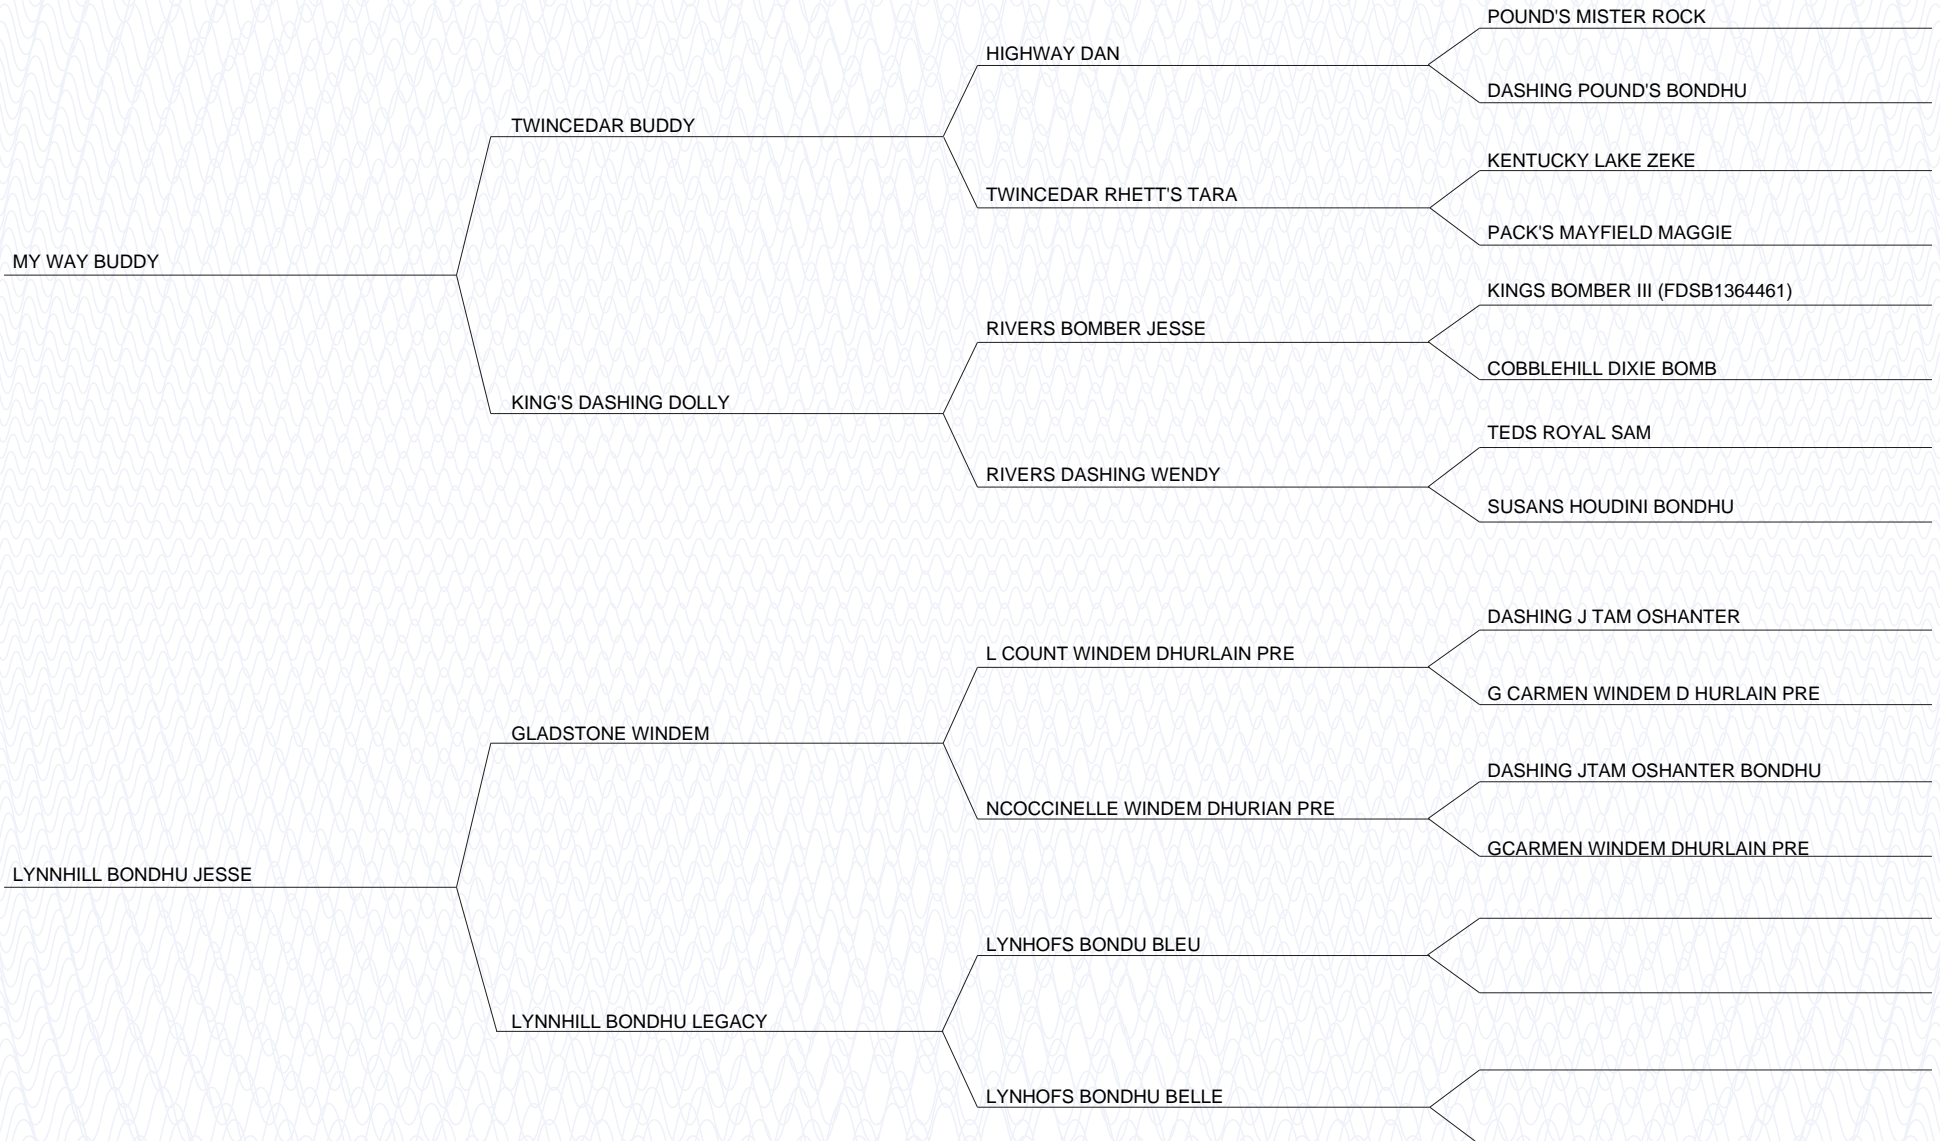 POUND'S MISTER ROCK
HIGHWAY DAN
DASHING POUND'S BONDHU
TWINCEDAR BUDDY
KENTUCKY LAKE ZEKE
TWINCEDAR RHETT'S TARA
PACK'S MAYFIELD MAGGIE
MY WAY BUDDY
KINGS BOMBER III (FDSB1364461)
RIVERS BOMBER JESSE
COBBLEHILL DIXIE BOMB
KING'S DASHING DOLLY
TEDS ROYAL SAM
RIVERS DASHING WENDY
SUSANS HOUDINI BONDHU
DASHING J TAM OSHANTER
L COUNT WINDEM DHURLAIN PRE
G CARMEN WINDEM D HURLAIN PRE
GLADSTONE WINDEM
DASHING JTAM OSHANTER BONDHU
NCOCCINELLE WINDEM DHURIAN PRE
GCARMEN WINDEM DHURLAIN PRE
LYNNHILL BONDHU JESSE
LYNHOFS BONDU BLEU
LYNNHILL BONDHU LEGACY
LYNHOFS BONDHU BELLE